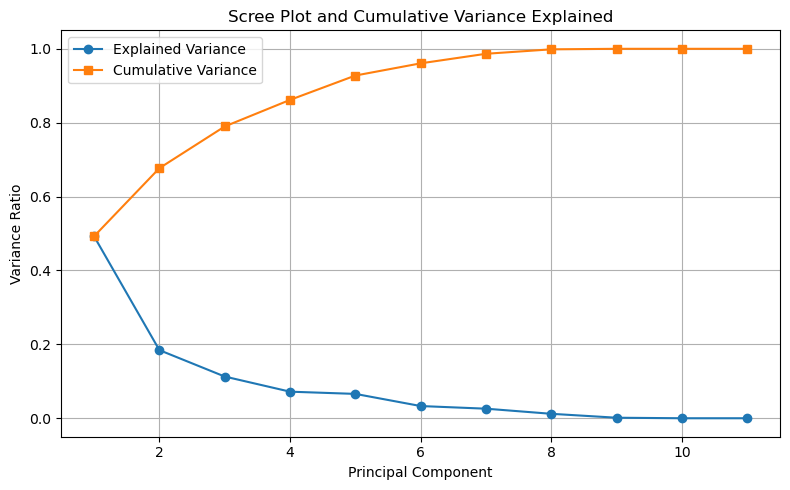 Scree Plot and Cumulative Variance Explained
Explained Variance
Cumulative Variance
1.0
0.8
0.6
0.4
0.2
0.0
Variance Ratio
2 4 6 8 10
Principal Component